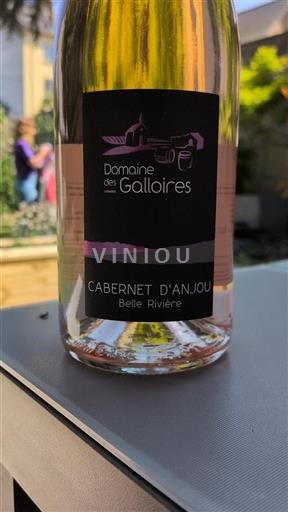 Domaine
des Galloires
VINIOU
CABERNET D'ANJOU
Belle Rivière